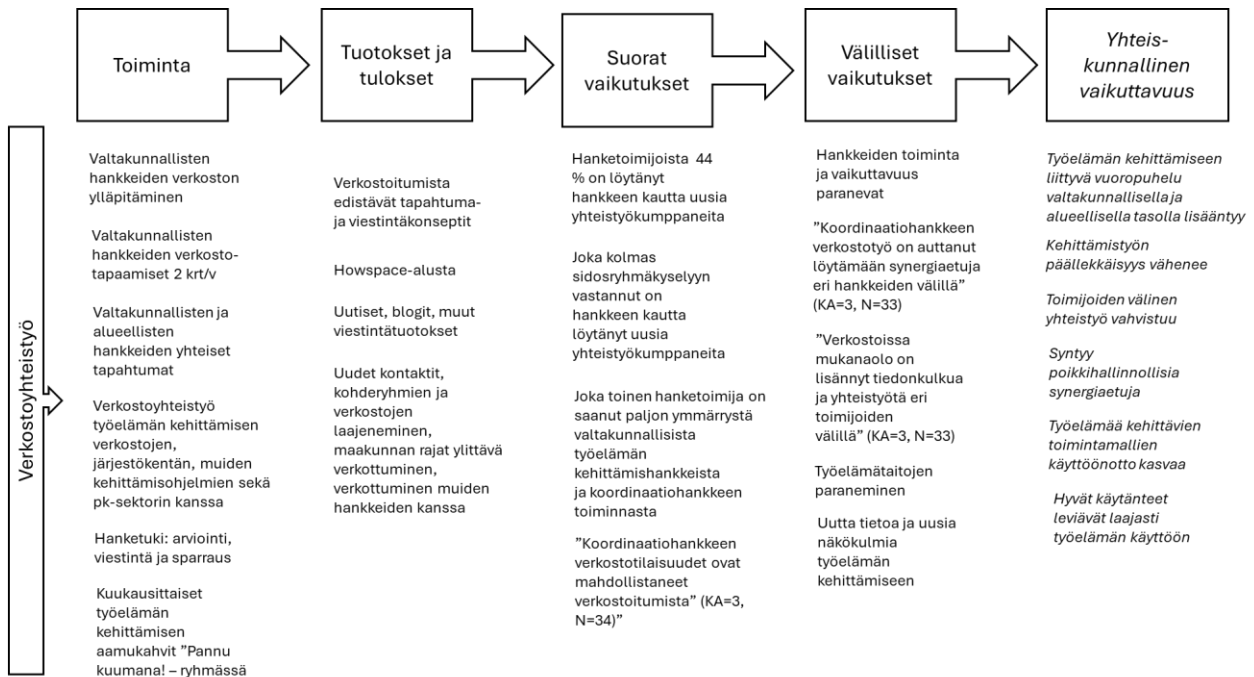 Toiminta
Tuotokset ja
tulokset
Suorat
vaikutukset
Välilliset
vaikutukset
Yhteis-
kunnallinen
vaikuttavuus
Verkostoyhteistyö
Valtakunnallisten
hankkeiden verkoston
ylläpitäminen
Valtakunnallisten
hankkeiden verkosto-
tapaamiset 2 krt/v
Valtakunnallisten ja
alueellisten
hankkeiden yhteiset
tapahtumat
Verkostoyhteistyö
työelämän kehittämisen
verkostojen,
järjestökentän, muiden
kehittämisohjelmien sekä
pk-sektorin kanssa
Hanketuki: arviointi,
viestintä ja sparraus
Kuukausittaiset
työelämän
kehittämisen
aamukahvit ”Pannu
kuumana! – ryhmässä
Verkostoitumista
edistävät tapahtuma-
ja viestintäkonseptit
Howspace-alusta
Uutiset, blogit, muut
viestintätuotokset
Uudet kontaktit,
kohderyhmien ja
verkostojen
laajeneminen,
maakunnan rajat ylittävä
verkottuminen,
verkottuminen muiden
hankkeiden kanssa
Hanketoimijoista 44
% on löytänyt
hankkeen kautta uusia
yhteistyökumppaneita
Joka kolmas
sidosryhmäkyselyyn
vastannut on
hankkeen kautta
löytänyt uusia
yhteistyökumppaneita
Joka toinen hanketoimija on
saanut paljon ymmärrystä
valtakunnallisista
työelämän
kehittämishankkeista
ja koordinaatiohankkeen
toiminnasta
”Koordinaatiohankkeen
verkostotilaisuudet ovat
mahdollistaneet
verkostoitumista” (KA=3,
N=34)”
Hankkeiden toiminta
ja vaikuttavuus
paranevat
”Koordinaatiohankkeen
verkostotyö on auttanut
löytämään synergiaetuja
eri hankkeiden välillä”
(KA=3, N=33)
”Verkostoissa
mukanaolo on
lisännyt tiedonkulkua
ja yhteistyötä eri
toimijoiden
välillä” (KA=3, N=33)
Työelämätaitojen
paraneminen
Uutta tietoa ja uusia
näkökulmia
työelämän
kehittämiseen
Työelämän kehittämiseen
liittyvä vuoropuhelu
valtakunnallisella ja
alueellisella tasolla lisääntyy
Kehittämistyön
päällekkäisyys vähenee
Toimijoiden välinen
yhteistyö vahvistuu
Syntyy
poikkihallinnollisia
synergiaetuja
Työelämää kehittävien
toimintamallien
käyttöönotto kasvaa
Hyvät käytänteet
leviävät laajasti
työelämän käyttöön